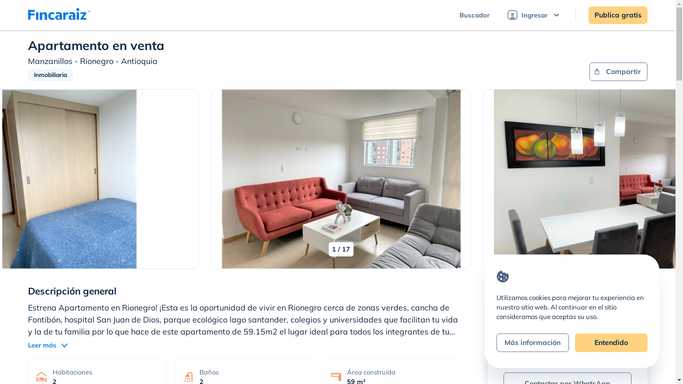 Fincaraiz
Buscador
Ingresar
Publica gratis
Apartamento en venta
Manzanillos - Rionegro - Antioquia
Inmobiliaria
Compartir
1 / 17
Descripción general
Estrena Apartamento en Rionegro! ¡Esta es la oportunidad de vivir en Rionegro cerca de zonas verdes, cancha de
Fontibón, hospital San Juan de Dios, parque ecológico lago santander, colegios y universidades que facilitan tu vida
y la de tu familia por lo que hace de este apartamento de 59.15m2 el lugar ideal para todos los integrantes de tu...
Leer más
Habitaciones
2
Baños
2
Área construida
59 m²
Utilizamos cookies para mejorar tu experiencia en
nuestro sitio web. Al continuar en el sitio
consideramos que aceptas su uso.
Más información
Entendido
Contactar por WhatsApp